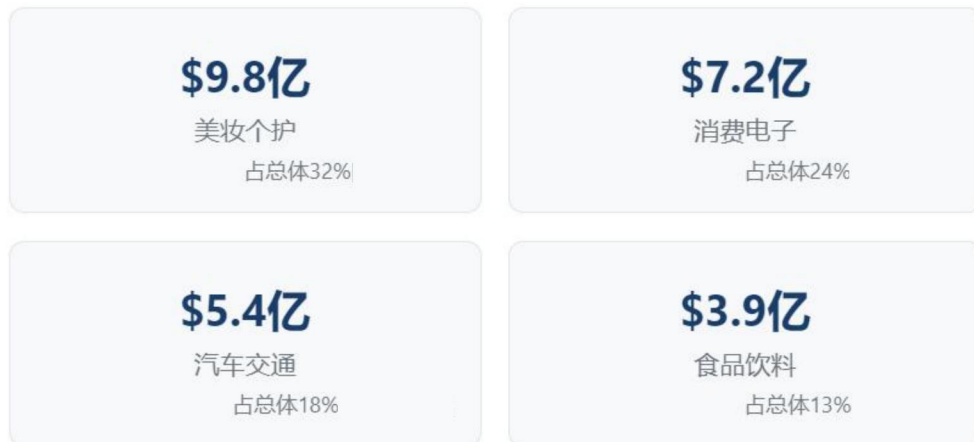 $9.8亿
美妆个护
占总体32%
$7.2亿
消费电子
占总体24%
$5.4亿
汽车交通
占总体18%
$3.9亿
食品饮料
占总体13%